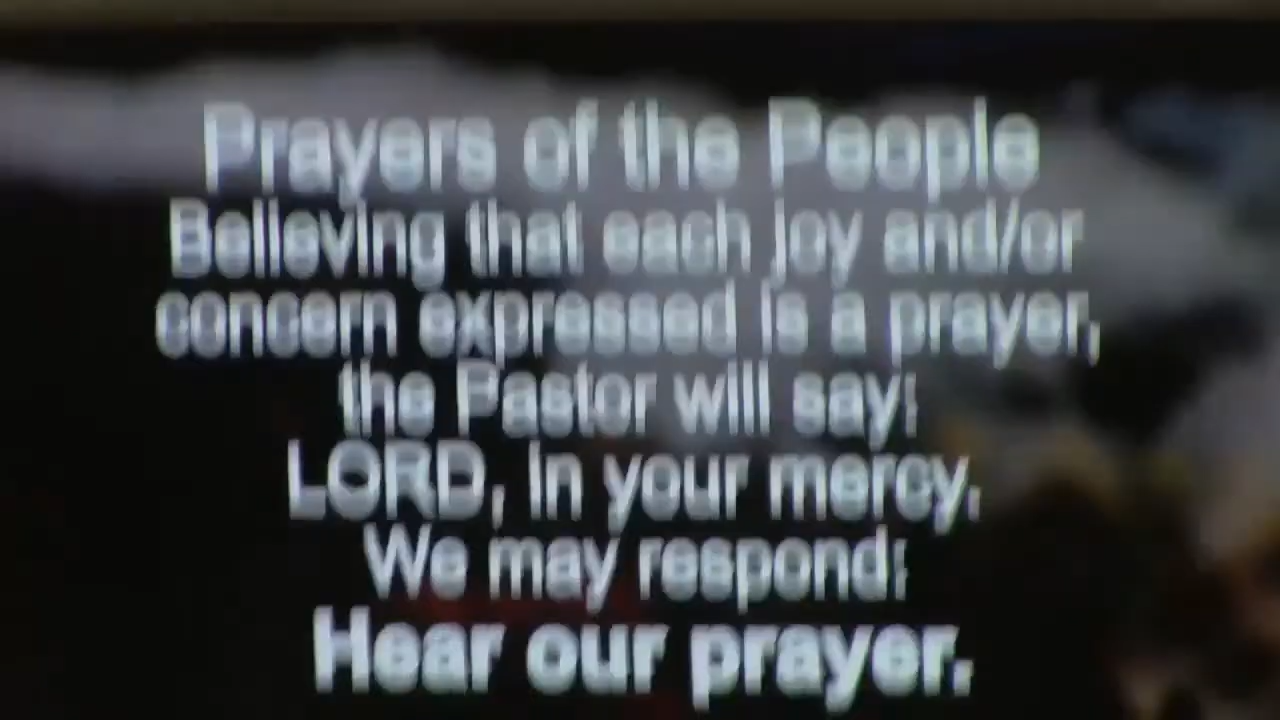 Prayers of the People
Believing that each joy and/or
concern expressed is a prayer,
the Pastor will say:
LORD, in your mercy.
We may respond:
Hear our prayer.